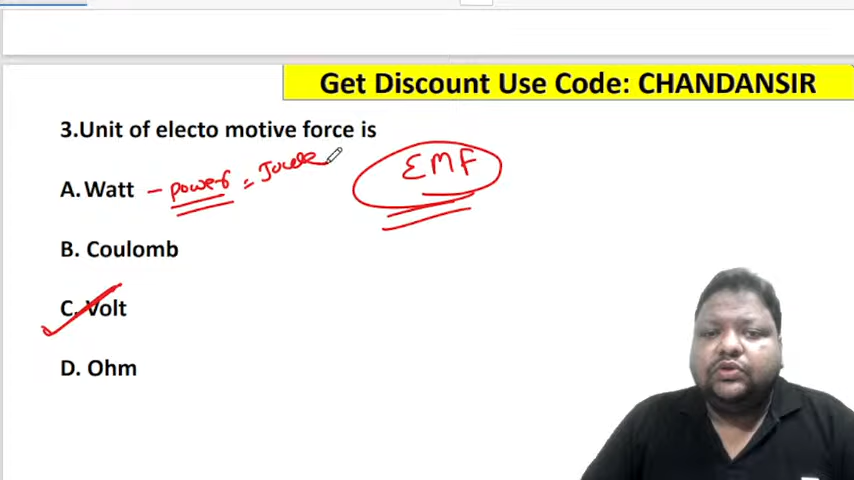 Get Discount Use Code: CHANDANSIR
3.Unit of electo motive force is
EMF
A. Watt - power = Joule
B. Coulomb
C. Volt
D. Ohm